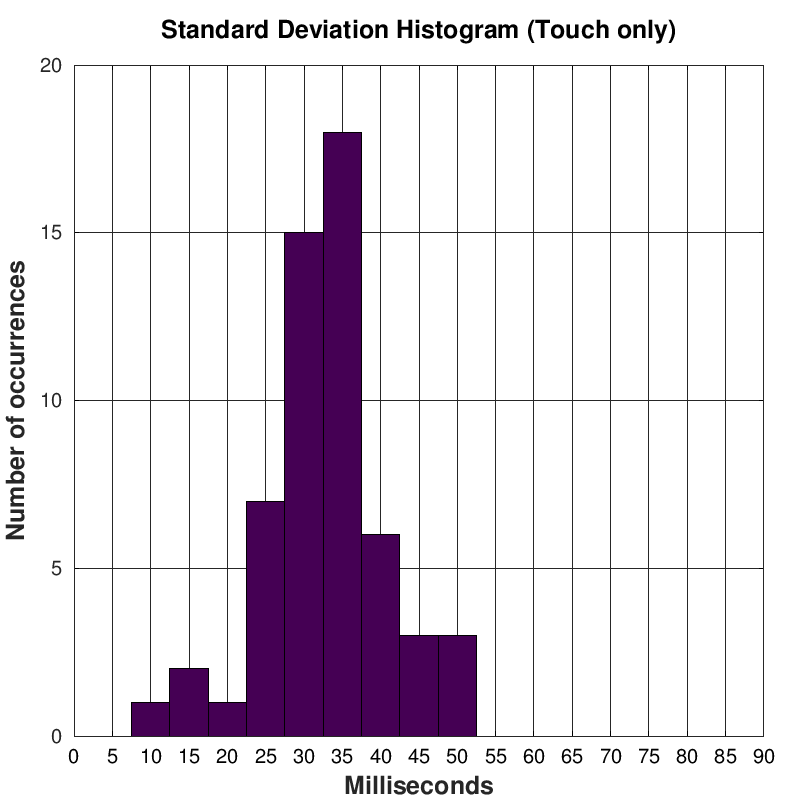 Standard Deviation Histogram (Touch only)
20
15
10
5
0
Number of occurrences
0 5 10 15 20 25 30 35 40 45 50 55 60 65 70 75 80 85 90
Milliseconds